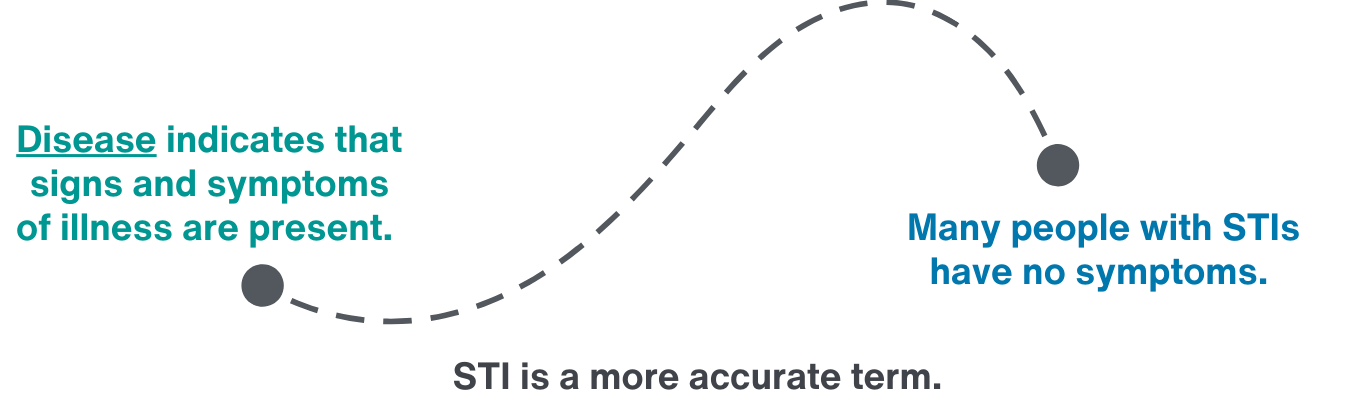 Disease indicates that
signs and symptoms
of illness are present.
Many people with STIs
have no symptoms.
STI is a more accurate term.